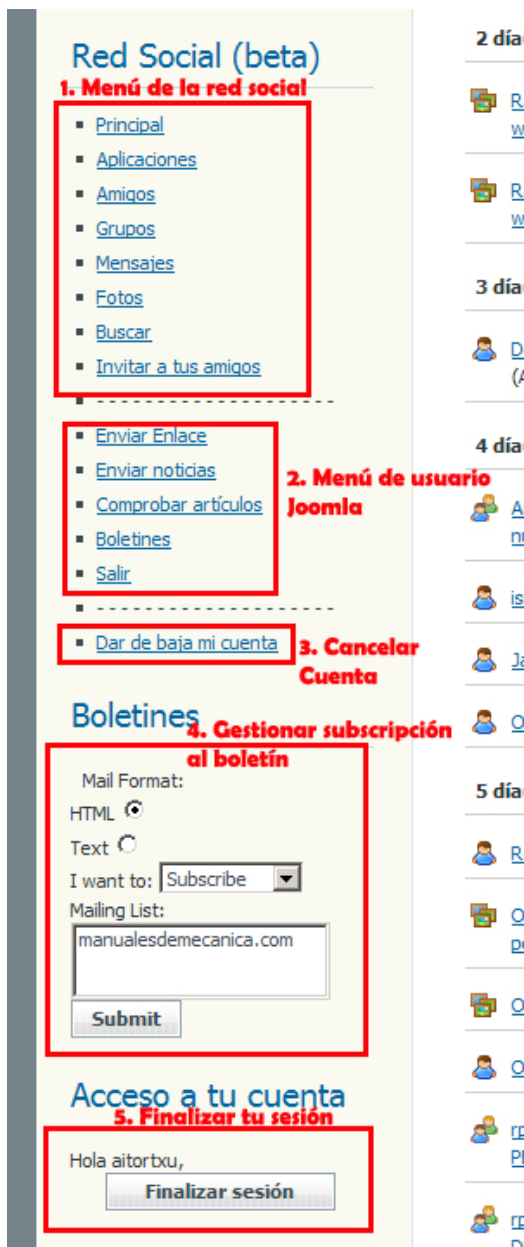 Red Social (beta)
1. Menú de la red social
Principal
Aplicaciones
Amigos
Grupos
Mensajes
Fotos
Buscar
Invitar a tus amigos
- - - - - - - - - - - - - - - - - - - - -
Enviar Enlace
Enviar noticias
2. Menú de usuario
Comprobar artículos
Joomla
Boletines
Salir
- - - - - - - - - - - - - - - - - - - - -
Dar de baja mi cuenta
3. Cancelar
Cuenta
Boletines
4. Gestionar subscripción
al boletín
Mail Format:
HTML
Text
I want to: Subscribe
Mailing List:
manualesdemecanica.com
Submit
Acceso a tu cuenta
5. Finalizar tu sesión
Hola aitortxu,
Finalizar sesión
2 día
3 día
4 día
5 día